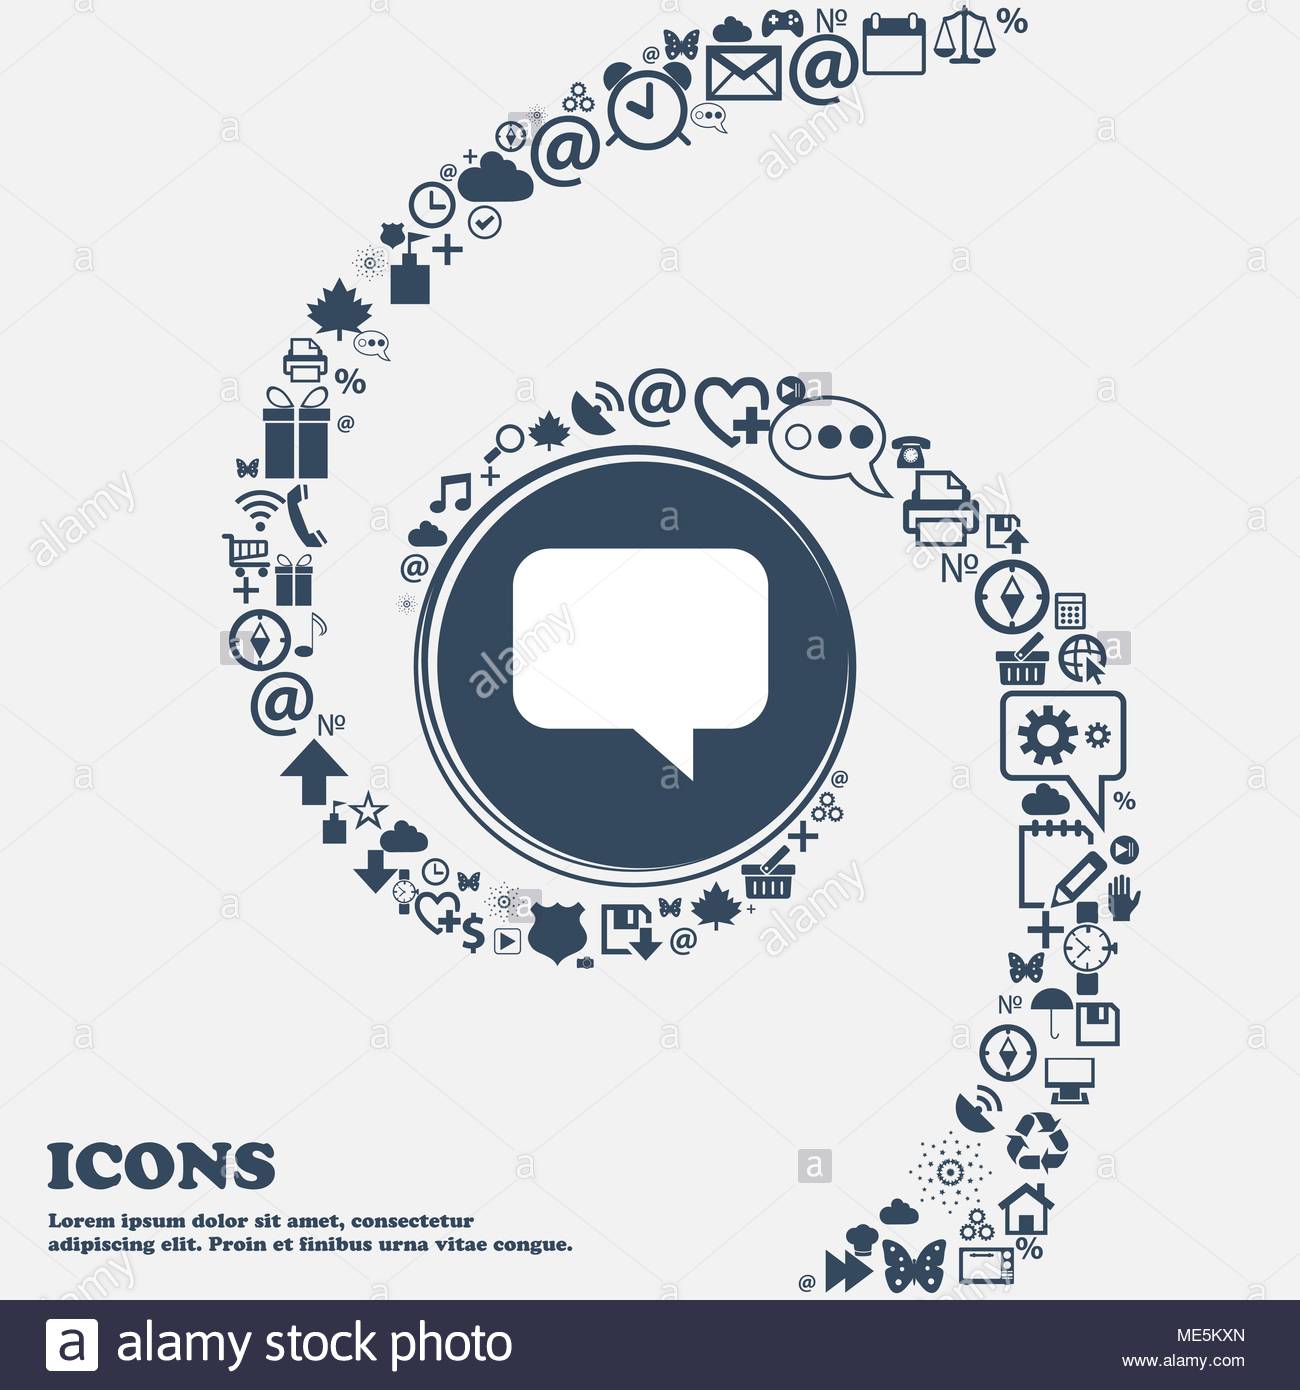 ICONS
Lorem ipsum dolor sit amet, consectetur
adipiscing elit. Proin et finibus urna vitae congue.
a alamy stock photo
ME5KXN
www.alamy.com